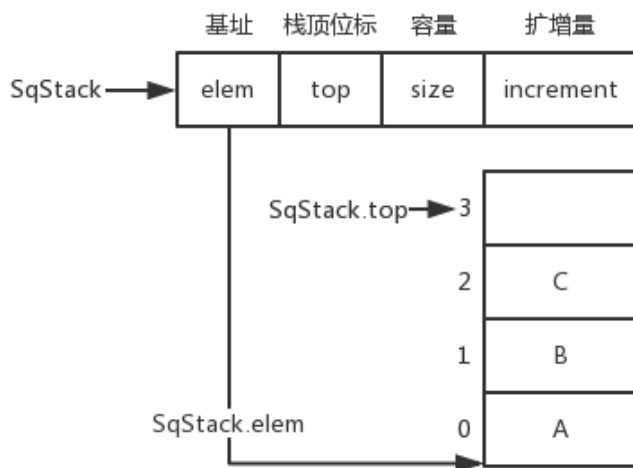 基址 栈顶位标 容量 扩增量
SqStack elem top size increment
SqStack.top 3
2 C
1 B
SqStack.elem 0 A